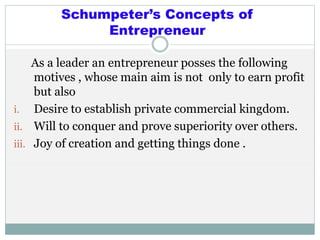 Schumpeter’s Concepts of
Entrepreneur
As a leader an entrepreneur posses the following
motives , whose main aim is not only to earn profit
but also
i. Desire to establish private commercial kingdom.
ii. Will to conquer and prove superiority over others.
iii. Joy of creation and getting things done .